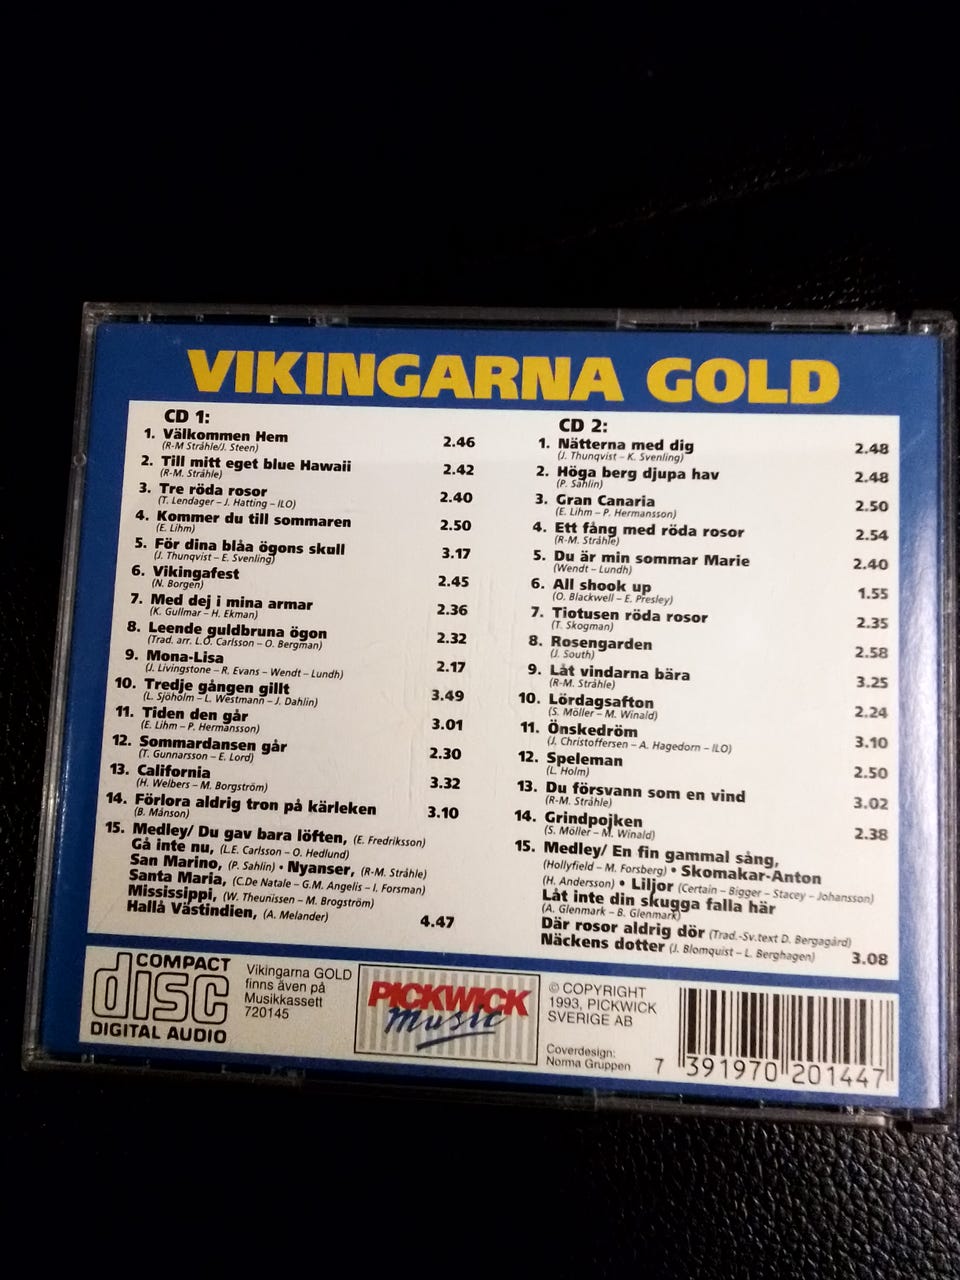 VIKINGARNA GOLD
CD 1:
1. Välkommen Hem 2.46
(R-M Stråhle/J. Steen)
2. Till mitt eget blue Hawaii 2.42
(R-M. Stråhle)
3. Tre röda rosor 2.40
(T. Lendager – J. Hatting – ILO)
4. Kommer du till sommaren 2.50
(E. Lihm)
5. För dina blåa ögons skull 3.17
(J. Thunqvist – E. Svenling)
6. Vikingafest 2.45
(N. Borgen)
7. Med dej i mina armar 2.36
(K. Gullmar – H. Ekman)
8. Leende guldbruna ögon 2.32
(Trad. arr. L.O. Carlsson – O. Bergman)
9. Mona-Lisa 2.17
(J. Livingstone – R. Evans – Wendt – Lundh)
10. Tredje gången gillt 3.49
(L. Sjöholm – L. Westmann – J. Dahlin)
11. Tiden den går 3.01
(E. Lihm – P. Hermansson)
12. Sommardansen går 2.30
(T. Gunnarsson – E. Lord)
13. California 3.32
(H. Welbers – M. Borgström)
14. Förlora aldrig tron på kärleken 3.10
(B. Månson)
15. Medley/ Du gav bara löften, (E. Fredriksson)
Gå inte nu, (L.E. Carlsson – O. Hedlund)
San Marino, (P. Sahlin) • Nyanser, (R-M. Stråhle)
Santa Maria, (C.De Natale – G.M. Angelis – I. Forsman)
Mississippi, (W. Theunissen – M. Brogström)
Hallå Västindien, (A. Melander) 4.47
CD 2:
1. Nätterna med dig 2.48
(J. Thunqvist – K. Svenling)
2. Höga berg djupa hav 2.48
(P. Sahlin)
3. Gran Canaria 2.50
(E. Lihm – P. Hermansson)
4. Ett fång med röda rosor 2.54
(R-M. Stråhle)
5. Du är min sommar Marie 2.40
(Wendt – Lundh)
6. All shook up 1.55
(O. Blackwell – E. Presley)
7. Tiotusen röda rosor 2.35
(T. Skogman)
8. Rosengarden 2.58
(J. South)
9. Låt vindarna bära 3.25
(R-M. Stråhle)
10. Lördagsafton 2.24
(S. Möller – M. Winald)
11. Önskedröm 3.10
(J. Christoffersen – A. Hagedorn – ILO)
12. Speleman 2.50
(L. Holm)
13. Du försvann som en vind 3.02
(R-M. Stråhle)
14. Grindpojken 2.38
(S. Möller – M. Winald)
15. Medley/ En fin gammal sång,
(Hollyfield – M. Forsberg) • Skomakar-Anton
(H. Andersson) • Liljor (Certain – Bigger – Stacey – Johansson)
Låt inte din skugga falla här
(A. Glenmark – B. Glenmark)
Där rosor aldrig dör (Trad.-Sv.text D. Bergagård)
Näckens dotter (J. Blomquist – L. Berghagen) 3.08
COMPACT
disc
DIGITAL AUDIO
Vikingarna GOLD
finns även på
Musikkassett
720145
PICKWICK
Music
© COPYRIGHT
1993, PICKWICK
SVERIGE AB
Coverdesign:
Norma Gruppen
7 391970 201447